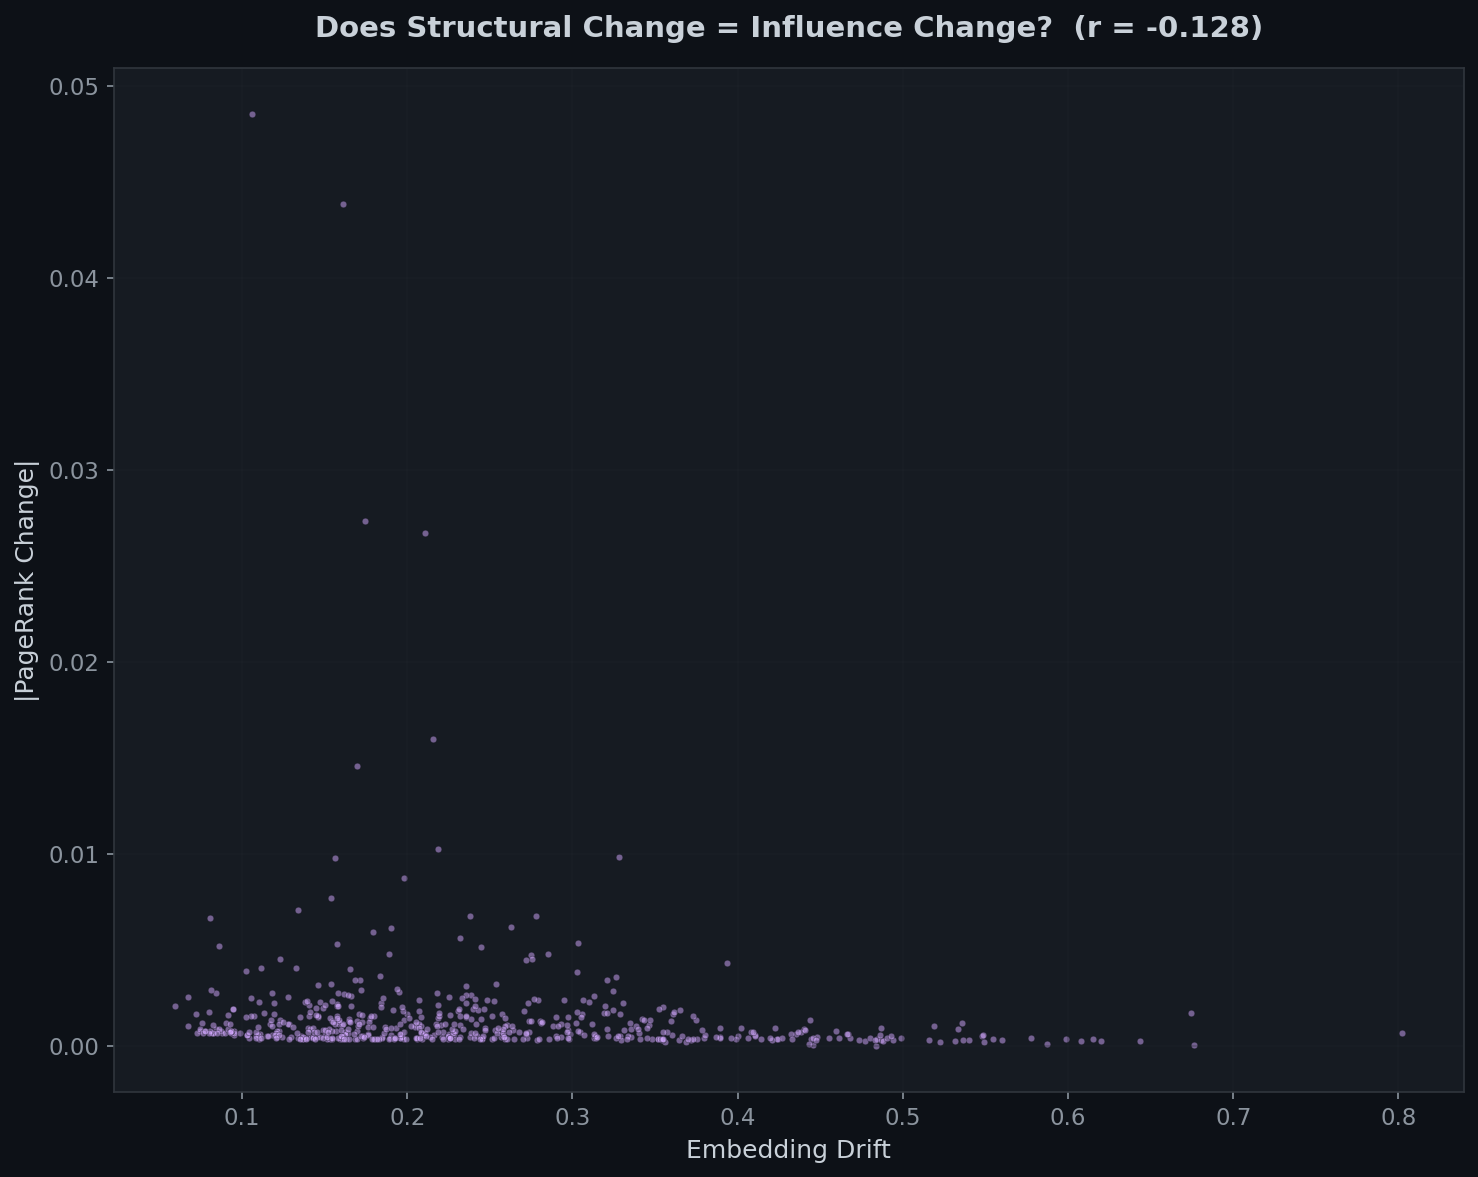 Does Structural Change = Influence Change?  (r = -0.128)
0.05
0.04
0.03
0.02
0.01
0.00
|PageRank Change|
0.1 0.2 0.3 0.4 0.5 0.6 0.7 0.8
Embedding Drift